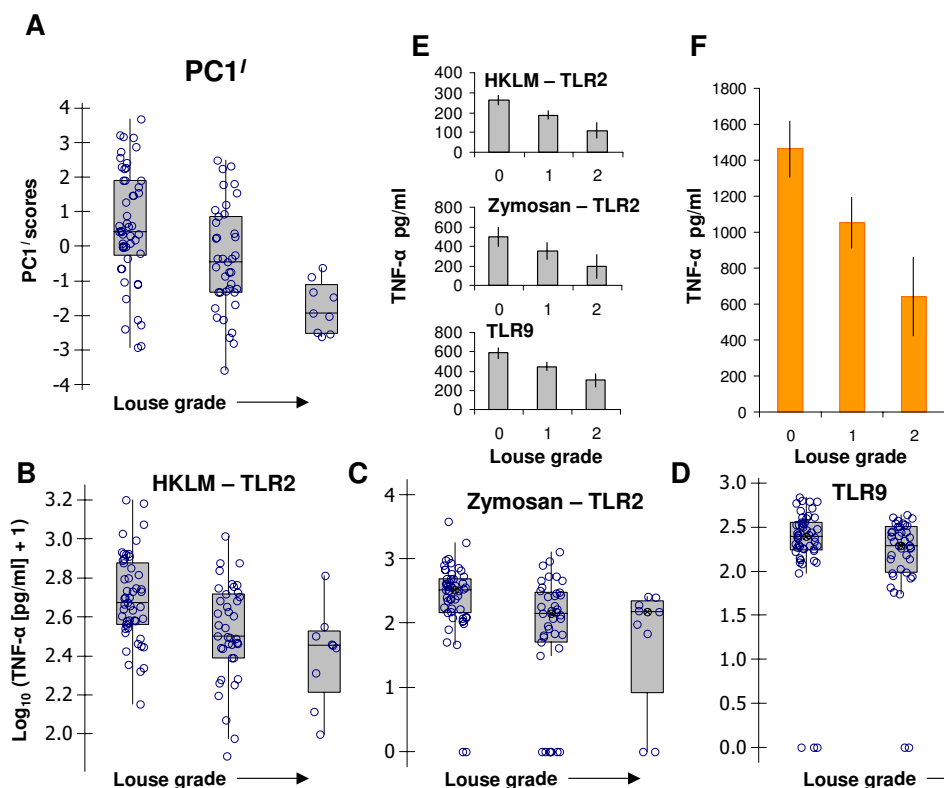 A
PC1ˡ
PC1ˡ scores
4
3
2
1
0
-1
-2
-3
-4
Louse grade
E
HKLM – TLR2
400
300
200
100
0
0 1 2
Zymosan – TLR2
800
600
400
200
0
0 1 2
TLR9
800
600
400
200
0
0 1 2
Louse grade
TNF-α pg/ml
F
TNF-α pg/ml
1800
1600
1400
1200
1000
800
600
400
200
0
0 1 2
Louse grade
B
HKLM – TLR2
Log₁₀ (TNF-α [pg/ml] + 1)
3.2
3.0
2.8
2.6
2.4
2.2
2.0
Louse grade
C
Zymosan – TLR2
4
3
2
1
0
Louse grade
D
TLR9
3.0
2.5
2.0
1.5
1.0
0.5
0.0
Louse grade